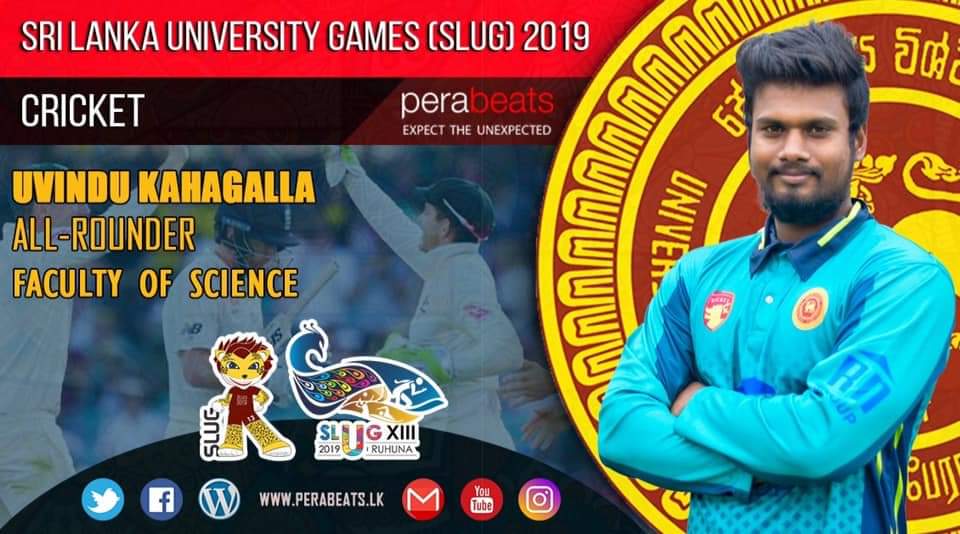 SRI LANKA UNIVERSITY GAMES (SLUG) 2019
CRICKET
perabeats
EXPECT THE UNEXPECTED
UVINDU KAHAGALLA
ALL-ROUNDER
FACULTY OF SCIENCE
SLUG
SLUG XIII
2019 RUHUNA
WWW.PERABEATS.LK
You
Tube